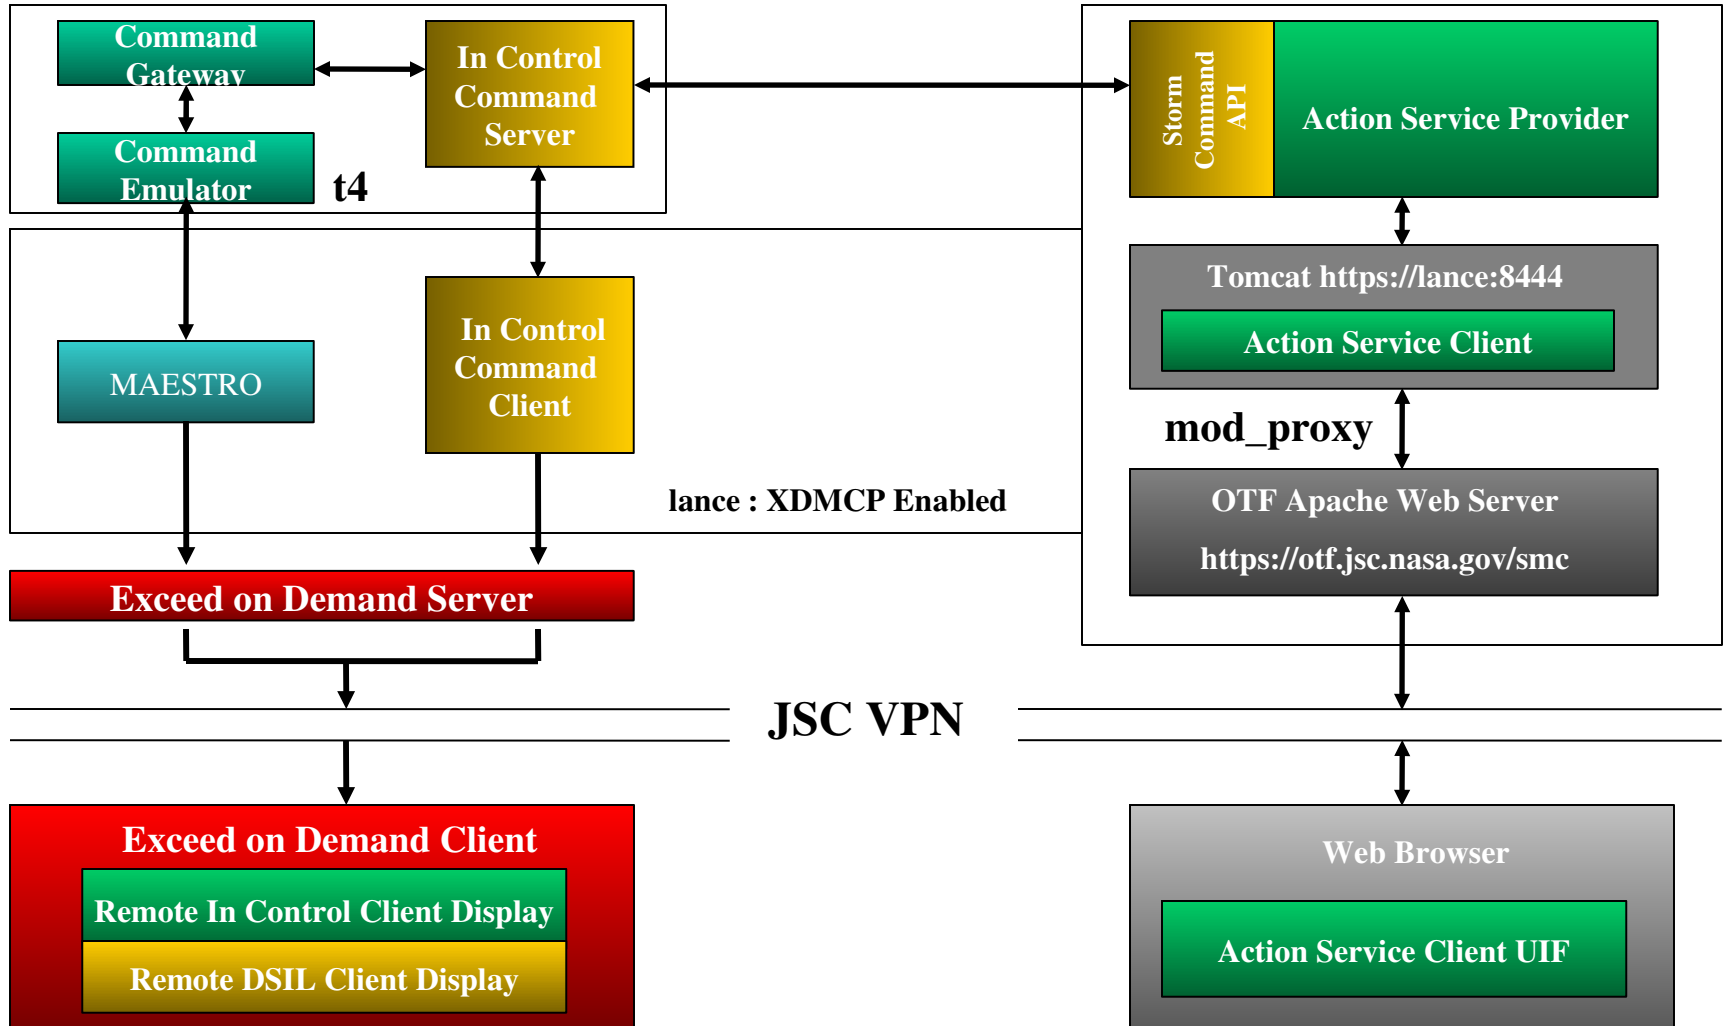 Command
Gateway
In Control
Command
Server
Command
Emulator
t4
Storm
Command
API
Action Service Provider
Tomcat https://lance:8444
Action Service Client
MAESTRO
In Control
Command
Client
mod_proxy
lance : XDMCP Enabled
OTF Apache Web Server
https://otf.jsc.nasa.gov/smc
Exceed on Demand Server
JSC VPN
Exceed on Demand Client
Remote In Control Client Display
Remote DSIL Client Display
Web Browser
Action Service Client UIF